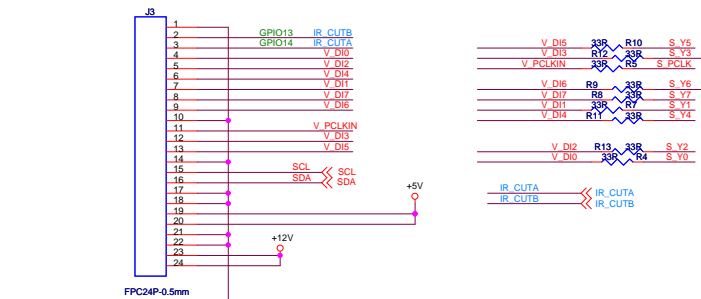 J3
1
2 GPIO13 IR_CUTB
3 GPIO14 IR_CUTA
4 V_DI0
5 V_DI2
6 V_DI4
7 V_DI1
8 V_DI7
9 V_DI6
10
11 V_PCLKIN
12 V_DI3
13 V_DI5
14
15 SCL SCL
16 SDA SDA
17
18
19
20
21
22
23
24
+5V
+12V
FPC24P-0.5mm
V_DI5 33R R10 S_Y5
V_DI3 R12 33R S_Y3
V_PCLKIN 33R R5 S_PCLK
V_DI6 R9 33R S_Y6
V_DI7 R8 33R S_Y7
V_DI1 33R R7 S_Y1
V_DI4 R11 33R S_Y4
V_DI2 R13 33R S_Y2
V_DI0 33R R4 S_Y0
IR_CUTA IR_CUTA
IR_CUTB IR_CUTB